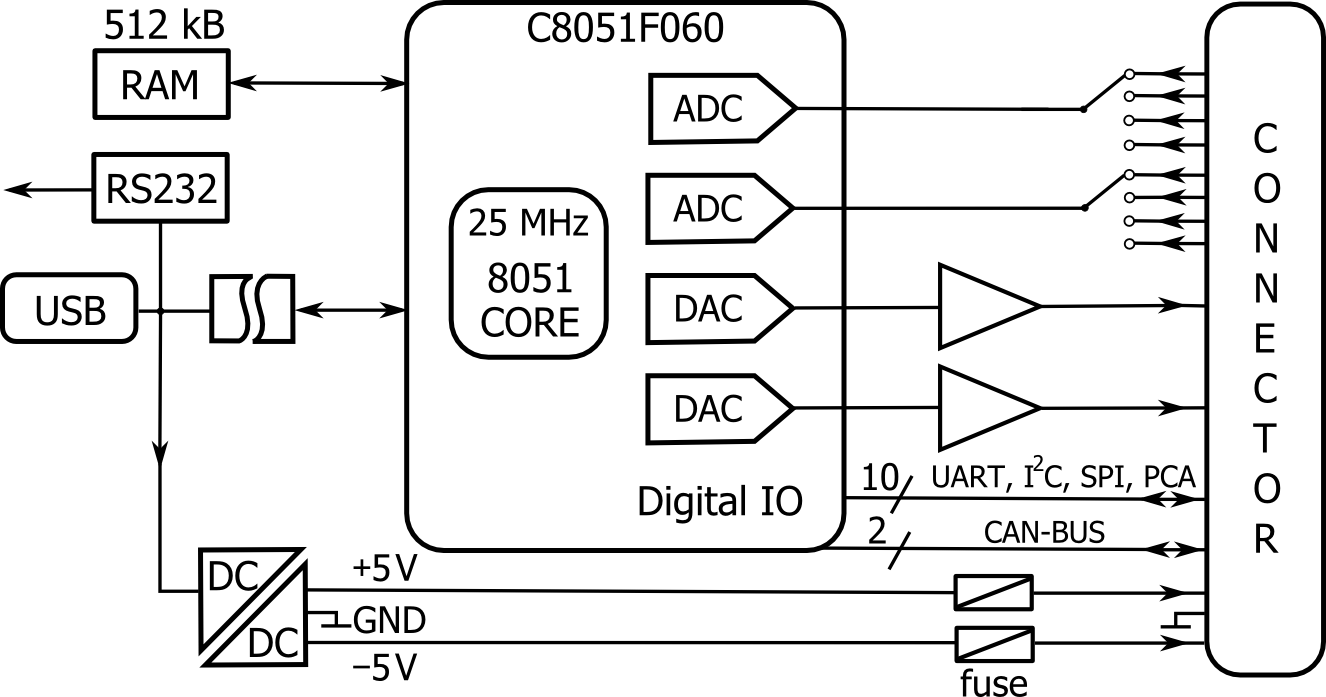 512 kB
RAM
RS232
USB
C8051F060
25 MHz
8051
CORE
ADC
ADC
DAC
DAC
Digital IO
10
UART, I²C, SPI, PCA
2
CAN-BUS
DC
DC
+5V
GND
−5V
fuse
CONNECTOR